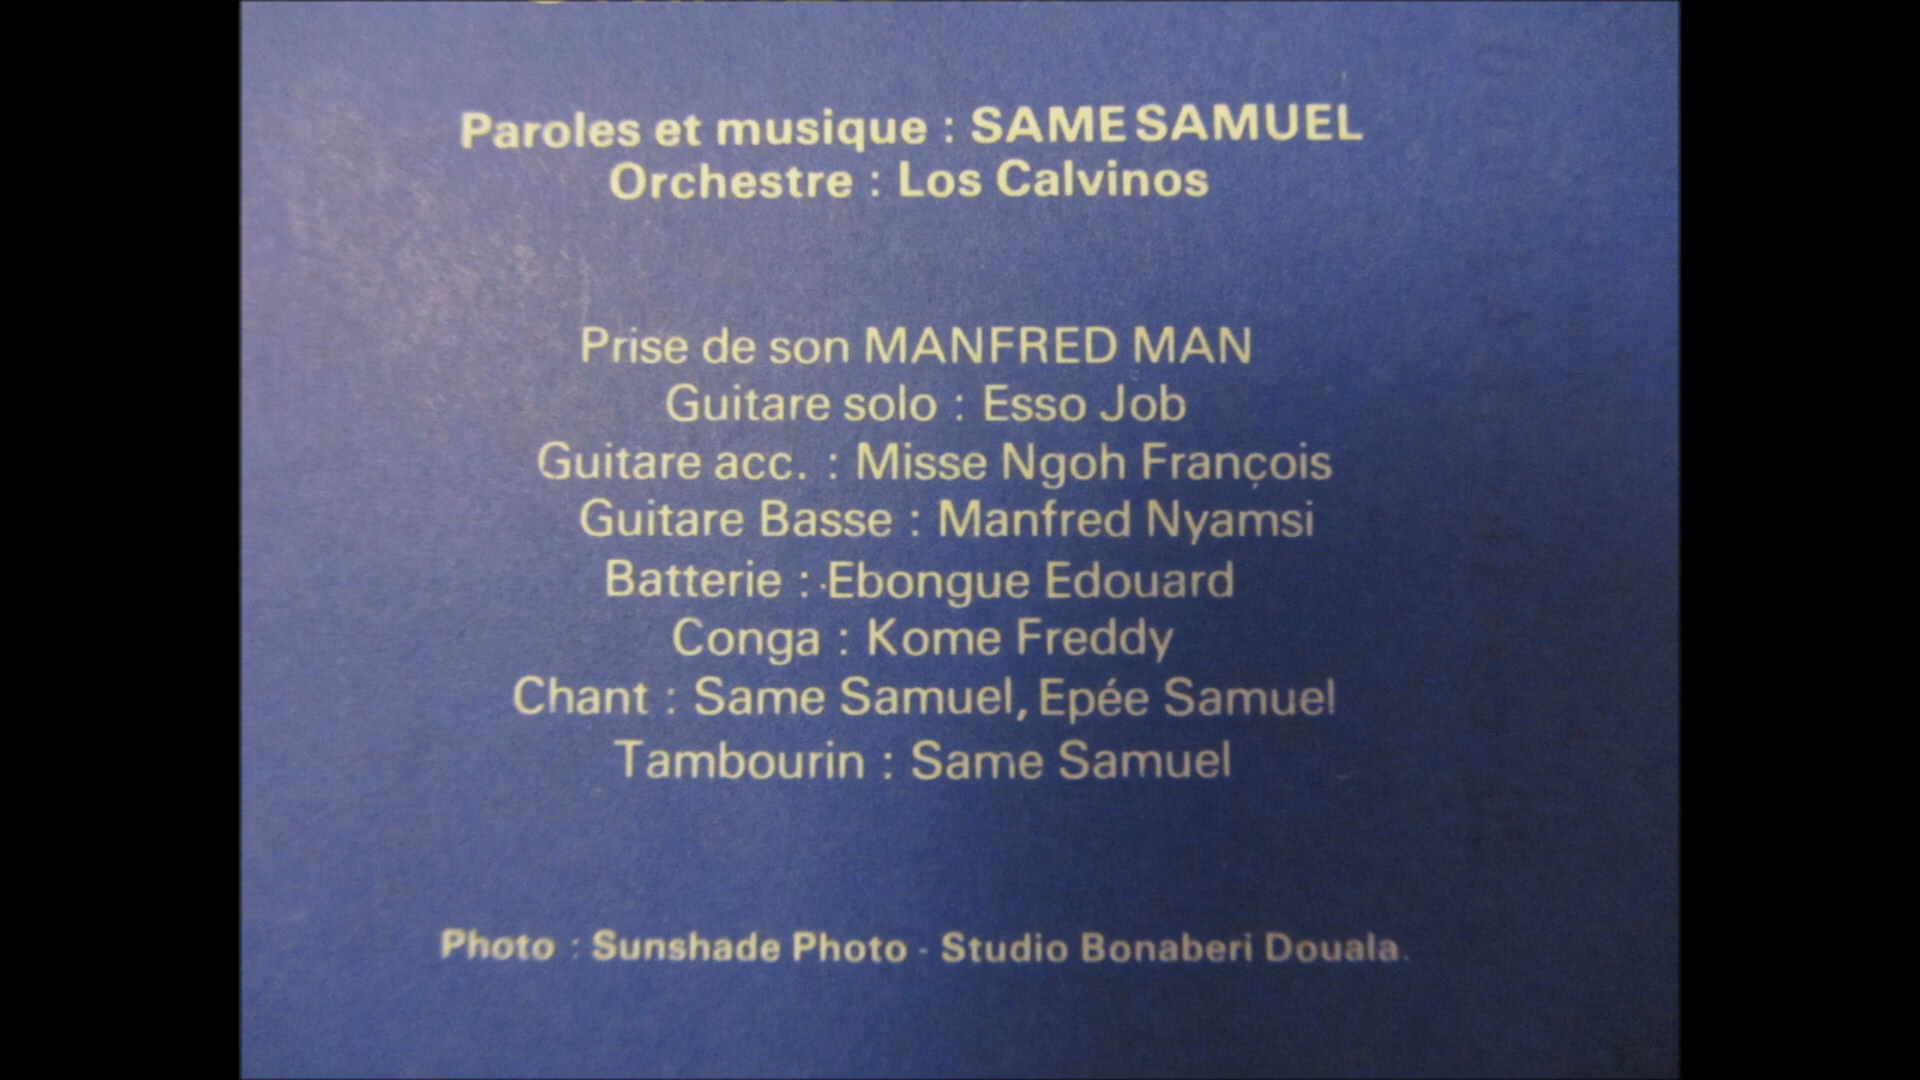 Paroles et musique : SAME SAMUEL
Orchestre : Los Calvinos
Prise de son MANFRED MAN
Guitare solo : Esso Job
Guitare acc. : Misse Ngoh François
Guitare Basse : Manfred Nyamsi
Batterie : Ebongue Edouard
Conga : Kome Freddy
Chant : Same Samuel, Epée Samuel
Tambourin : Same Samuel
Photo : Sunshade Photo - Studio Bonaberi Douala.